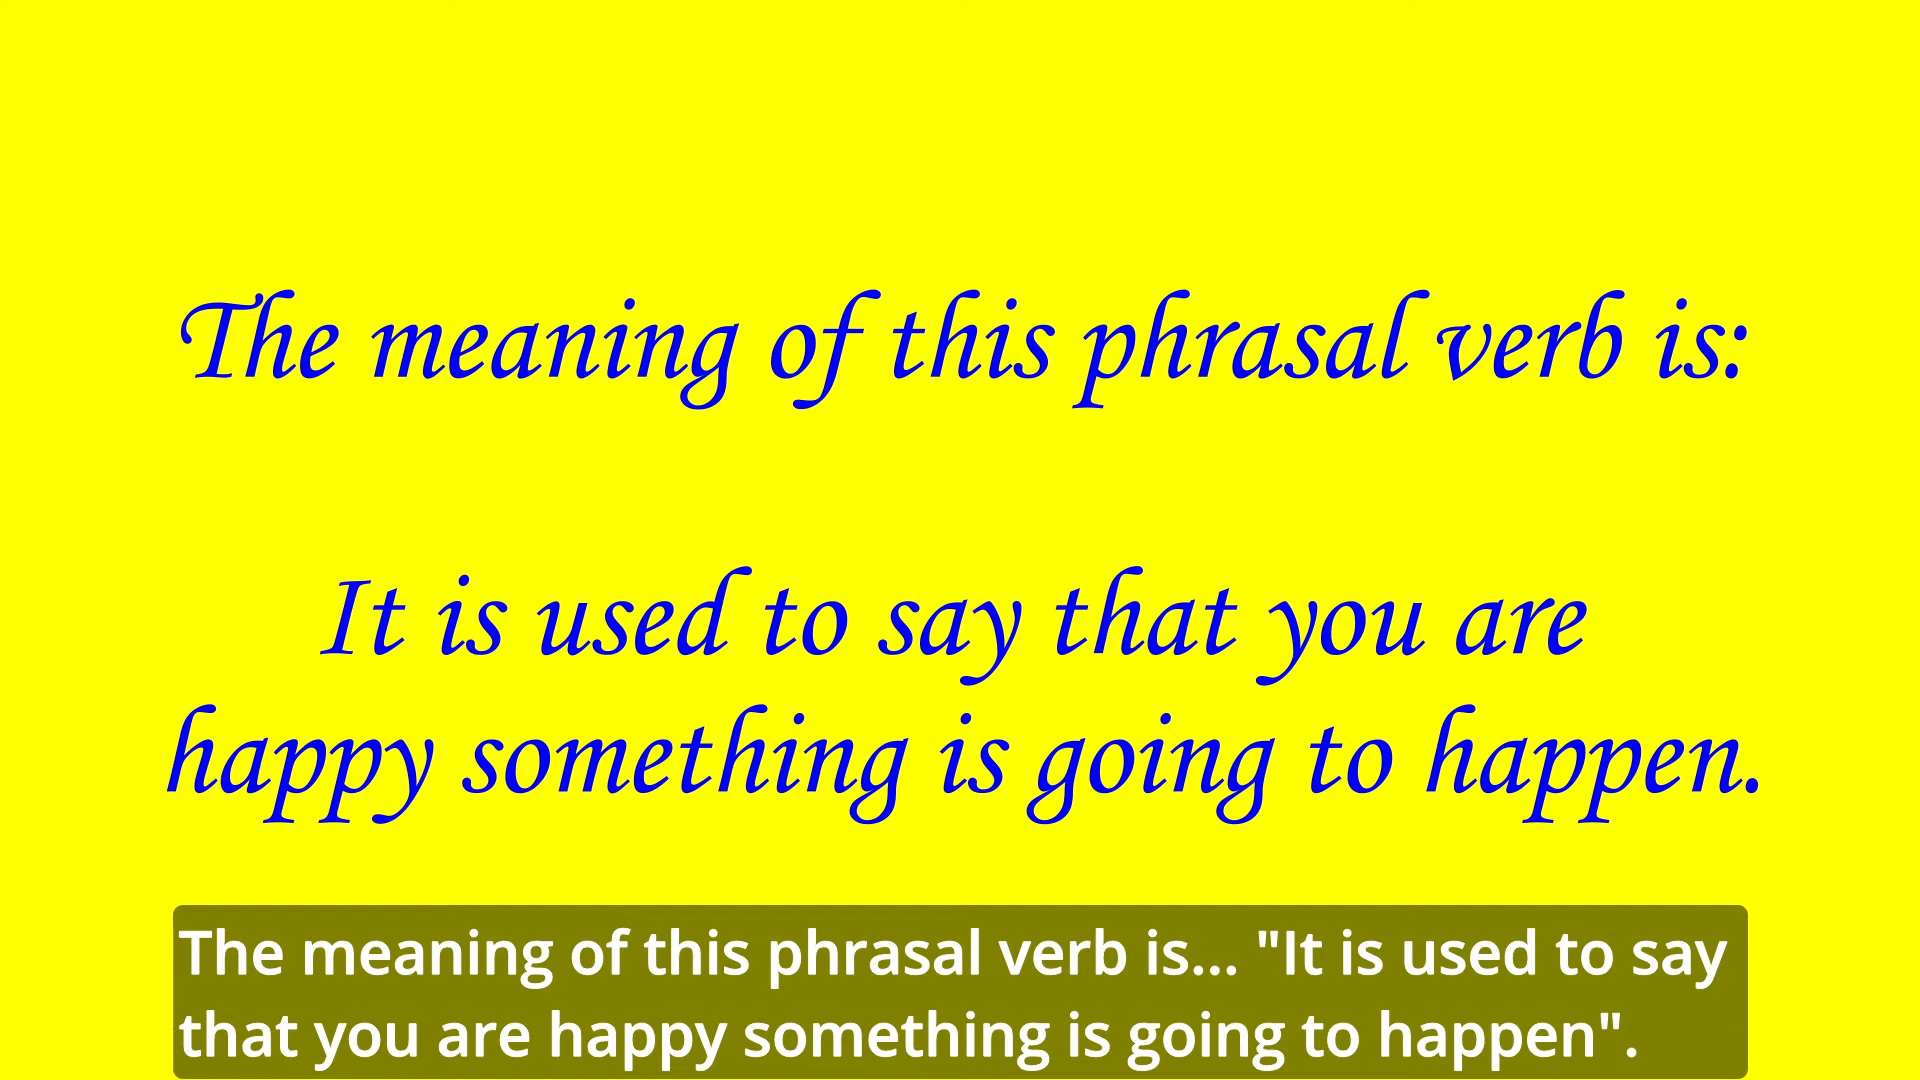 The meaning of this phrasal verb is:
It is used to say that you are
happy something is going to happen.
The meaning of this phrasal verb is... "It is used to say
that you are happy something is going to happen".